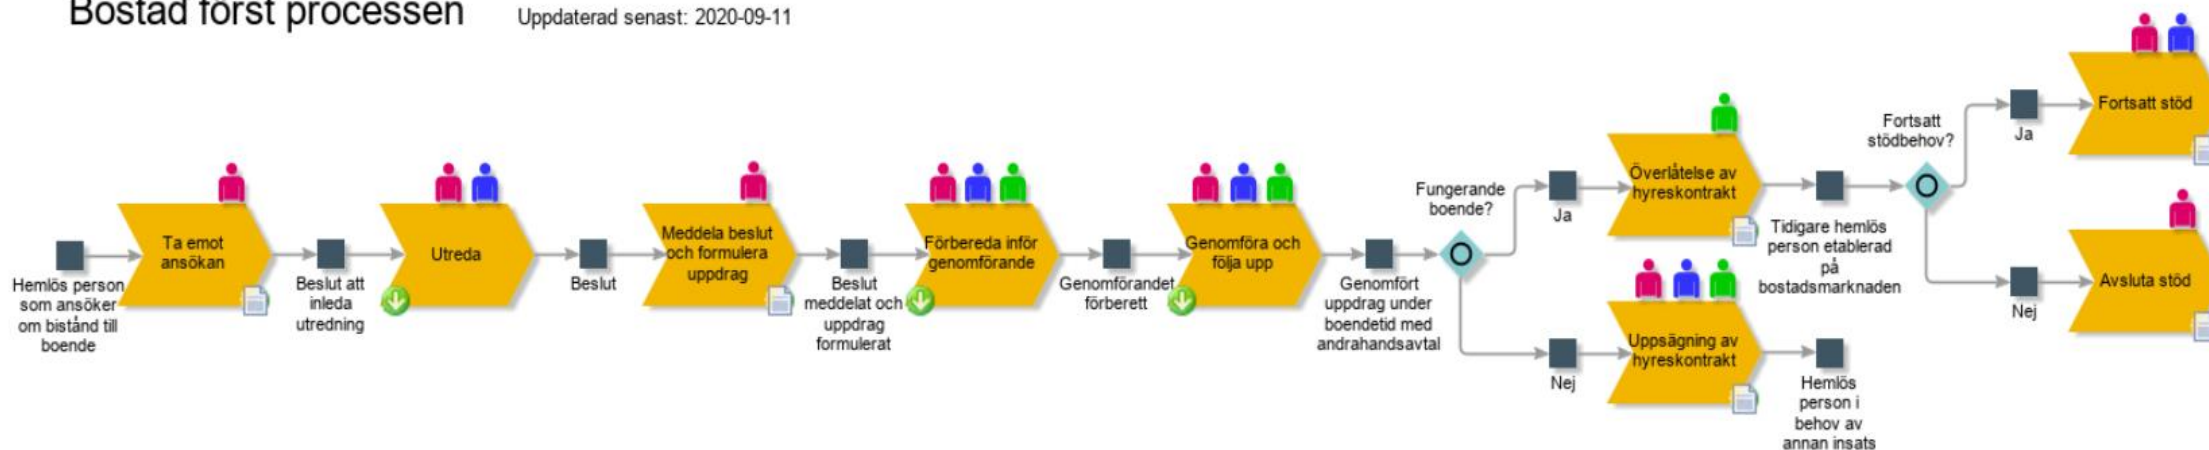 Bostad först processen
Uppdaterad senast: 2020-09-11
Hemlös person
som ansöker
om bistånd till
boende
Ta emot
ansökan
Beslut att
inleda
utredning
Utreda
Beslut
Meddela beslut
och formulera
uppdrag
Beslut
meddelat och
uppdrag
formulerat
Förbereda inför
genomförande
Genomförandet
förberett
Genomföra och
följa upp
Genomfört
uppdrag under
boendetid med
andrahandsavtal
Fungerande
boende?
Ja
Överlåtelse av
hyreskontrakt
Tidigare hemlös
person etablerad
på
bostadsmarknaden
Fortsatt
stödbehov?
Ja
Fortsatt stöd
Nej
Avsluta stöd
Nej
Uppsägning av
hyreskontrakt
Hemlös
person i
behov av
annan insats